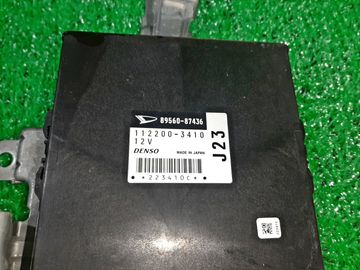 89560-87436
112200-3410
12V
DENSO MADE IN JAPAN
*223410C*
J23